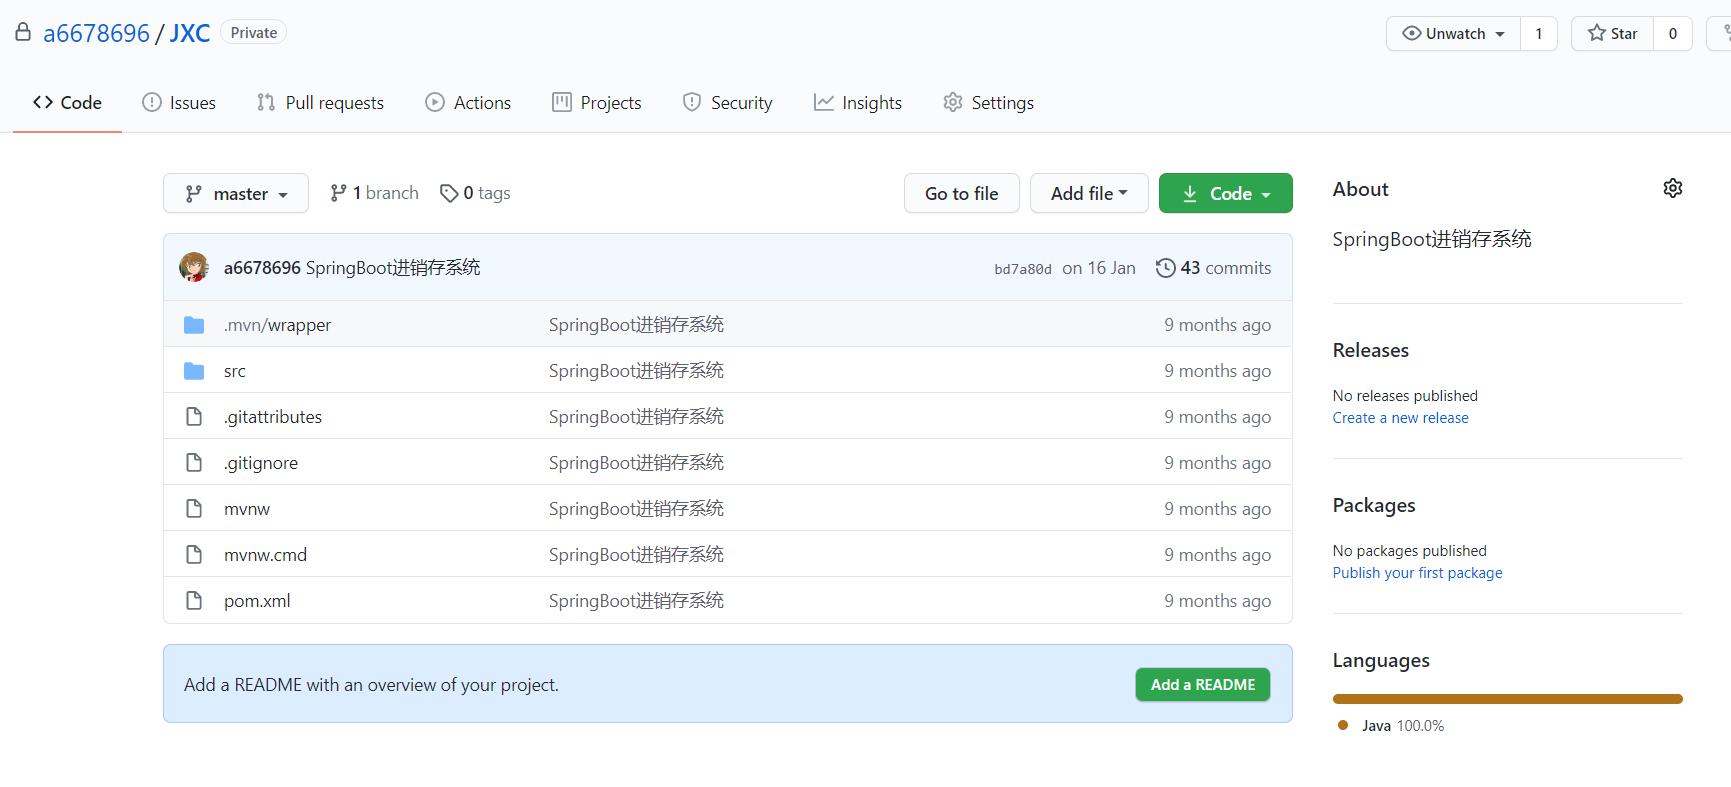 a6678696 / JXC Private Unwatch 1 Star 0
Code Issues Pull requests Actions Projects Security Insights Settings
master 1 branch 0 tags Go to file Add file Code
a6678696 SpringBoot进销存系统 bd7a80d on 16 Jan 43 commits
.mvn/wrapper SpringBoot进销存系统 9 months ago
src SpringBoot进销存系统 9 months ago
.gitattributes SpringBoot进销存系统 9 months ago
.gitignore SpringBoot进销存系统 9 months ago
mvnw SpringBoot进销存系统 9 months ago
mvnw.cmd SpringBoot进销存系统 9 months ago
pom.xml SpringBoot进销存系统 9 months ago
Add a README with an overview of your project. Add a README
About
SpringBoot进销存系统
Releases
No releases published
Create a new release
Packages
No packages published
Publish your first package
Languages
Java 100.0%